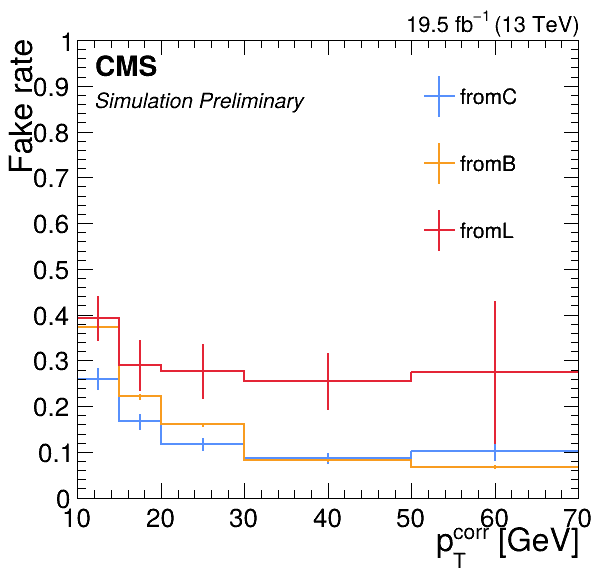 19.5 fb⁻¹ (13 TeV)
CMS
Simulation Preliminary
Fake rate
fromC
fromB
fromL
1
0.9
0.8
0.7
0.6
0.5
0.4
0.3
0.2
0.1
0
10 20 30 40 50 60 70
p_T^corr [GeV]